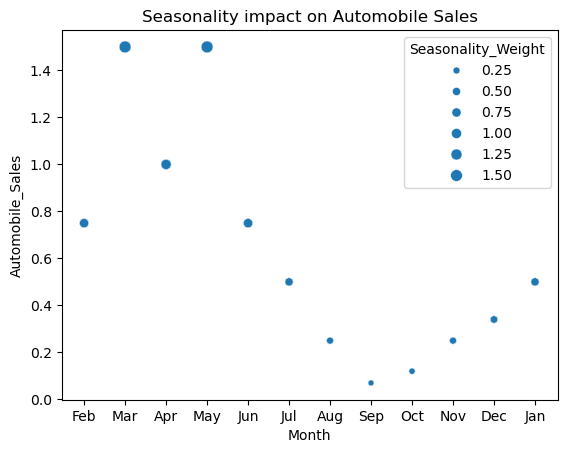 Seasonality impact on Automobile Sales
Seasonality_Weight
0.25
0.50
0.75
1.00
1.25
1.50
Automobile_Sales
1.4
1.2
1.0
0.8
0.6
0.4
0.2
0.0
Feb Mar Apr May Jun Jul Aug Sep Oct Nov Dec Jan
Month